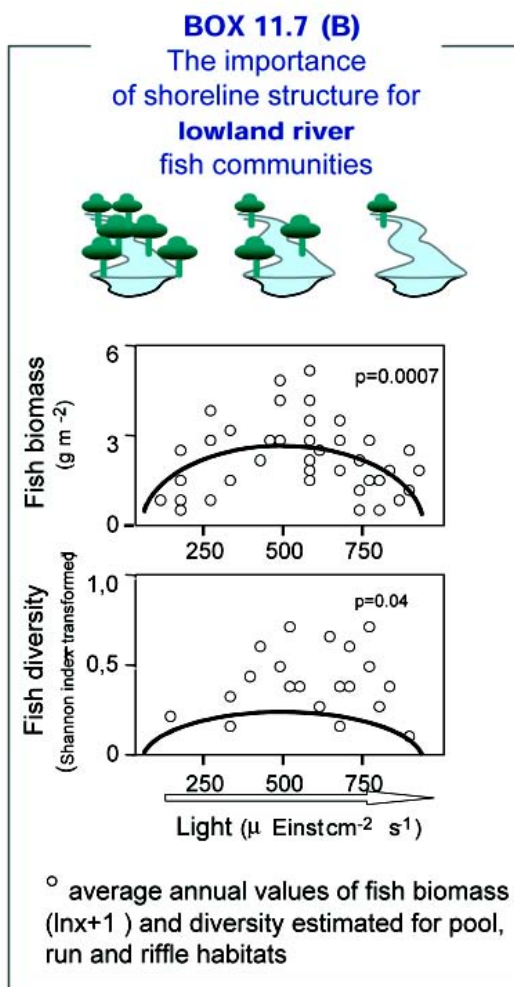 BOX 11.7 (B)
The importance
of shoreline structure for
lowland river
fish communities
Fish biomass
(g m⁻²)
6
3
0
p=0.0007
250 500 750
Fish diversity
(Shannon index transformed)
1,0
0,5
0
p=0.04
250 500 750
Light (μ Einstcm⁻² s⁻¹)
° average annual values of fish biomass
(lnx+1 ) and diversity estimated for pool,
run and riffle habitats